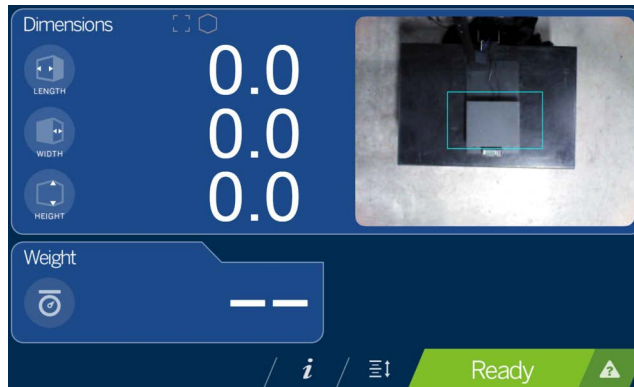 Dimensions
LENGTH
0.0
WIDTH
0.0
HEIGHT
0.0
Weight
——
i
Ready
?